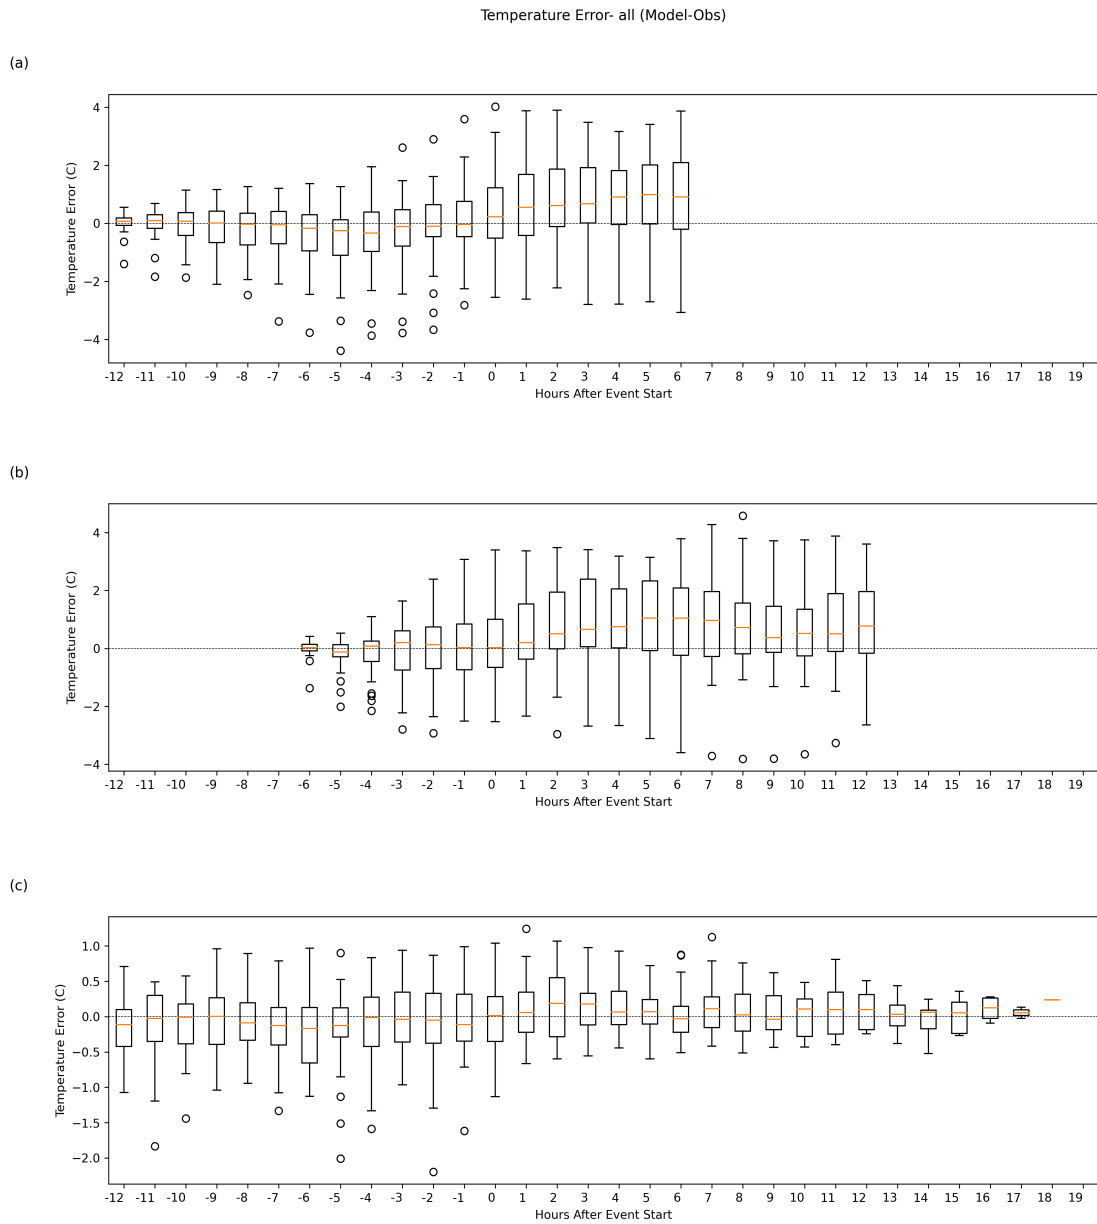 Temperature Error- all (Model-Obs)
(a)
Temperature Error (C)
4
2
0
−2
−4
-12 -11 -10 -9 -8 -7 -6 -5 -4 -3 -2 -1 0 1 2 3 4 5 6 7 8 9 10 11 12 13 14 15 16 17 18 19
Hours After Event Start
(b)
Temperature Error (C)
4
2
0
−2
−4
-12 -11 -10 -9 -8 -7 -6 -5 -4 -3 -2 -1 0 1 2 3 4 5 6 7 8 9 10 11 12 13 14 15 16 17 18 19
Hours After Event Start
(c)
Temperature Error (C)
1.0
0.5
0.0
−0.5
−1.0
−1.5
−2.0
-12 -11 -10 -9 -8 -7 -6 -5 -4 -3 -2 -1 0 1 2 3 4 5 6 7 8 9 10 11 12 13 14 15 16 17 18 19
Hours After Event Start